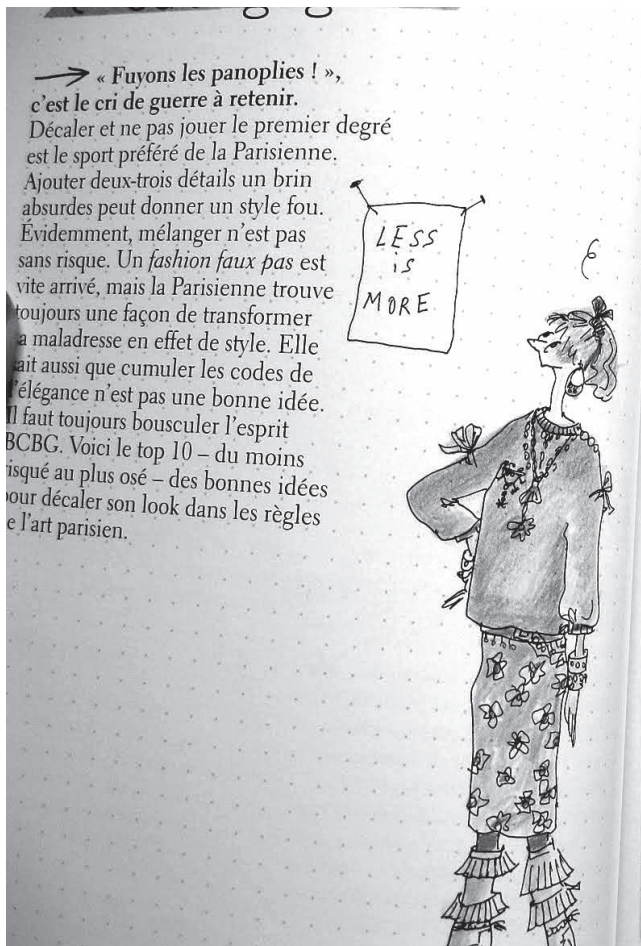 « Fuyons les panoplies ! »,
c'est le cri de guerre à retenir.
Décaler et ne pas jouer le premier degré
est le sport préféré de la Parisienne.
Ajouter deux-trois détails un brin
absurdes peut donner un style fou.
Évidemment, mélanger n'est pas
sans risque. Un fashion faux pas est
vite arrivé, mais la Parisienne trouve
toujours une façon de transformer
a maladresse en effet de style. Elle
ait aussi que cumuler les codes de
l'élégance n'est pas une bonne idée.
Il faut toujours bousculer l'esprit
BCBG. Voici le top 10 – du moins
risqué au plus osé – des bonnes idées
pour décaler son look dans les règles
e l'art parisien.
LESS
is
MORE